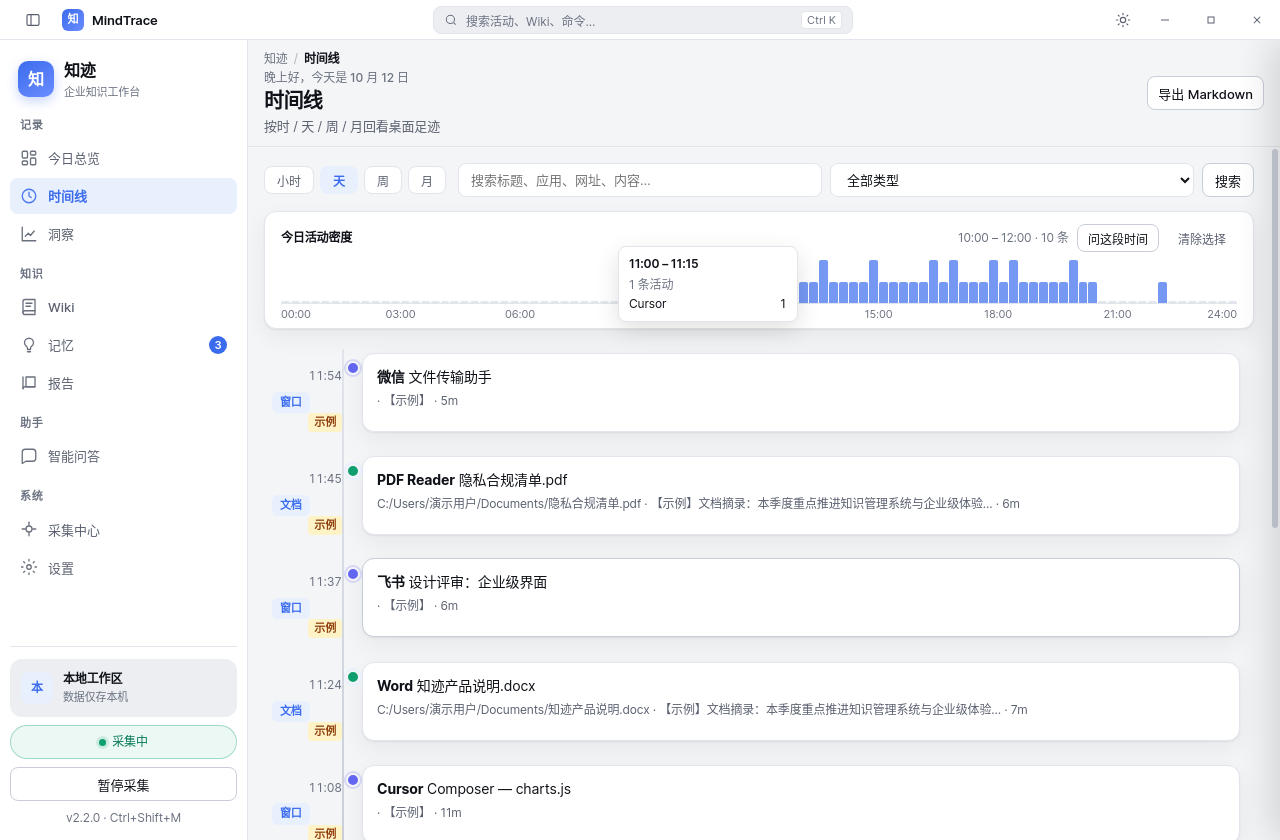 知 MindTrace
搜索活动、Wiki、命令... Ctrl K
知 知迹
企业知识工作台
记录
今日总览
时间线
洞察
知识
Wiki
记忆 3
报告
助手
智能问答
系统
采集中心
设置
本 本地工作区
数据仅存本机
采集中
暂停采集
v2.2.0 · Ctrl+Shift+M
知迹 / 时间线
晚上好，今天是 10 月 12 日
时间线
按时 / 天 / 周 / 月回看桌面足迹
导出 Markdown
小时 天 周 月 搜索标题、应用、网址、内容... 全部类型 搜索
今日活动密度 10:00 – 12:00 · 10 条 问这段时间 清除选择
11:00 – 11:15
1 条活动
Cursor 1
00:00 03:00 06:00 15:00 18:00 21:00 24:00
11:54 微信 文件传输助手
窗口 · 【示例】 · 5m
示例
11:45 PDF Reader 隐私合规清单.pdf
文档 C:/Users/演示用户/Documents/隐私合规清单.pdf · 【示例】文档摘录：本季度重点推进知识管理系统与企业级体验... · 6m
示例
11:37 飞书 设计评审：企业级界面
窗口 · 【示例】 · 6m
示例
11:24 Word 知迹产品说明.docx
文档 C:/Users/演示用户/Documents/知迹产品说明.docx · 【示例】文档摘录：本季度重点推进知识管理系统与企业级体验... · 7m
示例
11:08 Cursor Composer — charts.js
窗口 · 【示例】 · 11m
示例